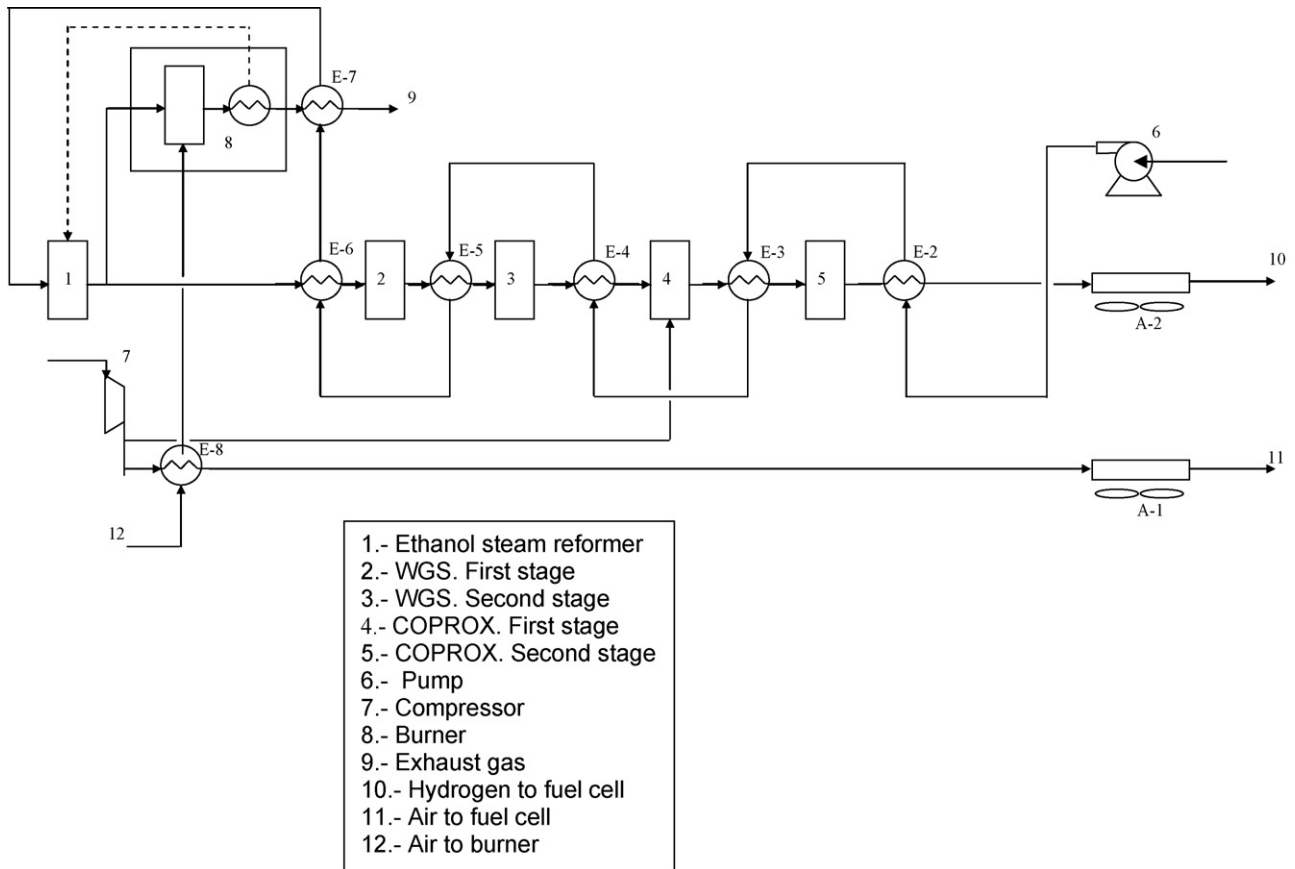 E-7
9
8
6
E-6
E-5
E-4
E-3
E-2
10
1
2
3
4
5
A-2
7
E-8
11
A-1
12
1.- Ethanol steam reformer
2.- WGS. First stage
3.- WGS. Second stage
4.- COPROX. First stage
5.- COPROX. Second stage
6.- Pump
7.- Compressor
8.- Burner
9.- Exhaust gas
10.- Hydrogen to fuel cell
11.- Air to fuel cell
12.- Air to burner